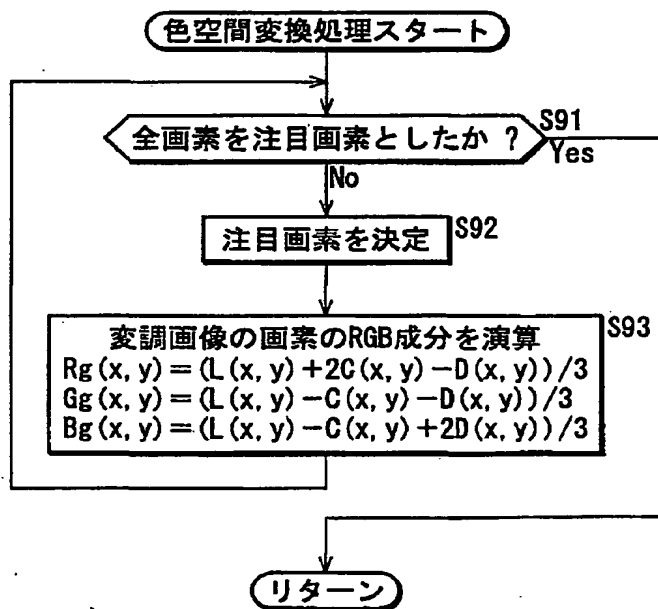 色空間変換処理スタート
全画素を注目画素としたか ?
S91
Yes
No
注目画素を決定
S92
変調画像の画素のRGB成分を演算
S93
Rg(x, y)=(L(x, y)+2C(x, y)-D(x, y))/3
Gg(x, y)=(L(x, y)-C(x, y)-D(x, y))/3
Bg(x, y)=(L(x, y)-C(x, y)+2D(x, y))/3
リターン